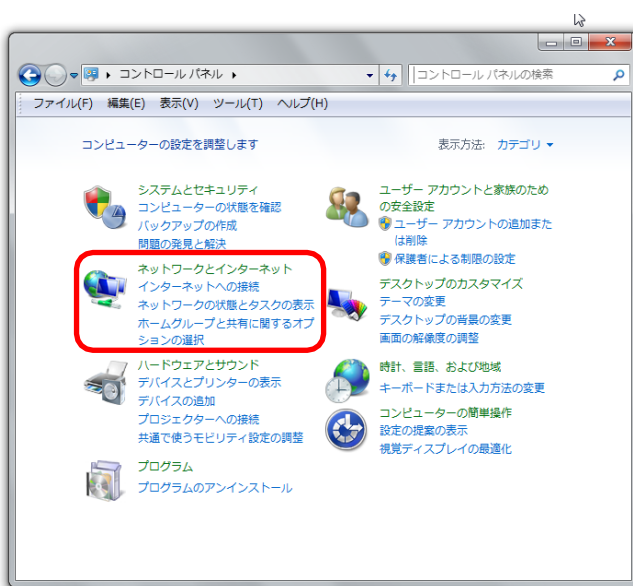 コントロール パネル
コントロール パネルの検索
ファイル(F) 編集(E) 表示(V) ツール(T) ヘルプ(H)
コンピューターの設定を調整します
表示方法: カテゴリ
システムとセキュリティ
コンピューターの状態を確認
バックアップの作成
問題の発見と解決
ネットワークとインターネット
インターネットへの接続
ネットワークの状態とタスクの表示
ホームグループと共有に関するオプ
ションの選択
ハードウェアとサウンド
デバイスとプリンターの表示
デバイスの追加
プロジェクターへの接続
共通で使うモビリティ設定の調整
プログラム
プログラムのアンインストール
ユーザー アカウントと家族のため
の安全設定
ユーザー アカウントの追加また
は削除
保護者による制限の設定
デスクトップのカスタマイズ
テーマの変更
デスクトップの背景の変更
画面の解像度の調整
時計、言語、および地域
キーボードまたは入力方法の変更
コンピューターの簡単操作
設定の提案の表示
視覚ディスプレイの最適化